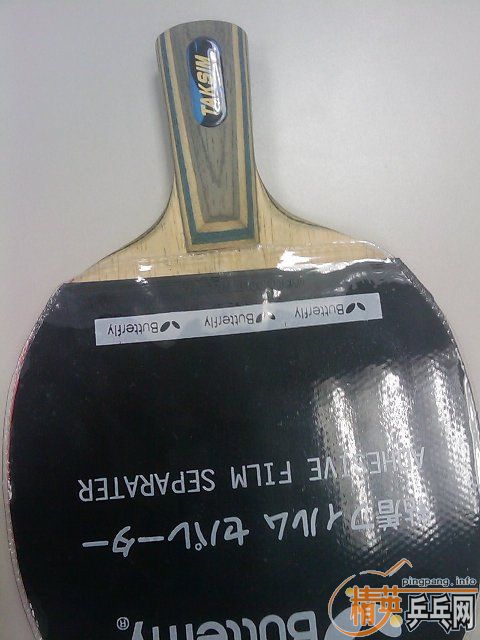 TAKSIM
Butterfly Butterfly Butterfly
ADHESIVE FILM SEPARATER
着フィルム セパレーター
Butterfly®
pingpang.info
精英乒乓网